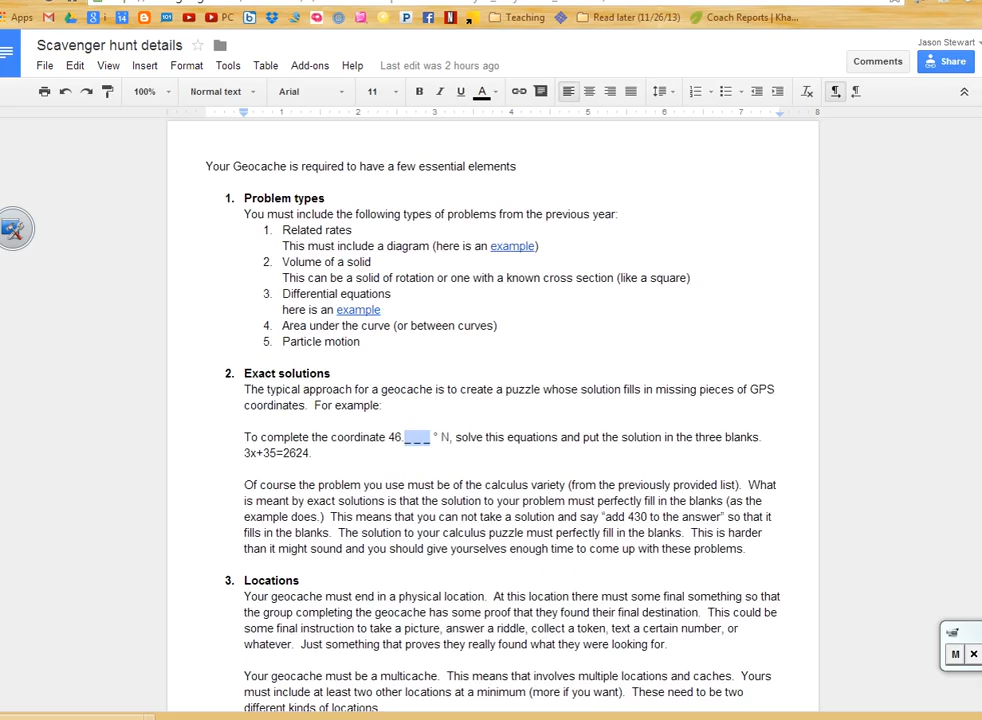 Apps 14 101 PC Teaching Read later (11/26/13) Coach Reports | Kha...
Scavenger hunt details
Jason Stewart
File Edit View Insert Format Tools Table Add-ons Help Last edit was 2 hours ago
Comments Share
100% Normal text Arial 11 B I U A
1 2 3 4 5 6 7 8
Your Geocache is required to have a few essential elements
1. Problem types
You must include the following types of problems from the previous year:
1. Related rates
This must include a diagram (here is an example)
2. Volume of a solid
This can be a solid of rotation or one with a known cross section (like a square)
3. Differential equations
here is an example
4. Area under the curve (or between curves)
5. Particle motion
2. Exact solutions
The typical approach for a geocache is to create a puzzle whose solution fills in missing pieces of GPS
coordinates. For example:
To complete the coordinate 46._ _ _ ° N, solve this equations and put the solution in the three blanks.
3x+35=2624.
Of course the problem you use must be of the calculus variety (from the previously provided list). What
is meant by exact solutions is that the solution to your problem must perfectly fill in the blanks (as the
example does.) This means that you can not take a solution and say “add 430 to the answer” so that it
fills in the blanks. The solution to your calculus puzzle must perfectly fill in the blanks. This is harder
than it might sound and you should give yourselves enough time to come up with these problems.
3. Locations
Your geocache must end in a physical location. At this location there must some final something so that
the group completing the geocache has some proof that they found their final destination. This could be
some final instruction to take a picture, answer a riddle, collect a token, text a certain number, or
whatever. Just something that proves they really found what they were looking for.
Your geocache must be a multicache. This means that involves multiple locations and caches. Yours
must include at least two other locations at a minimum (more if you want). These need to be two
different kinds of locations
M